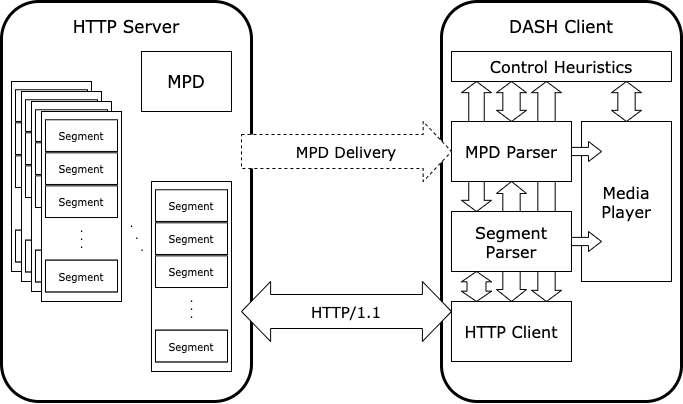 HTTP Server
MPD
Segment
Segment
Segment
Segment
Segment
Segment
Segment
Segment
MPD Delivery
HTTP/1.1
DASH Client
Control Heuristics
MPD Parser
Segment
Parser
HTTP Client
Media
Player